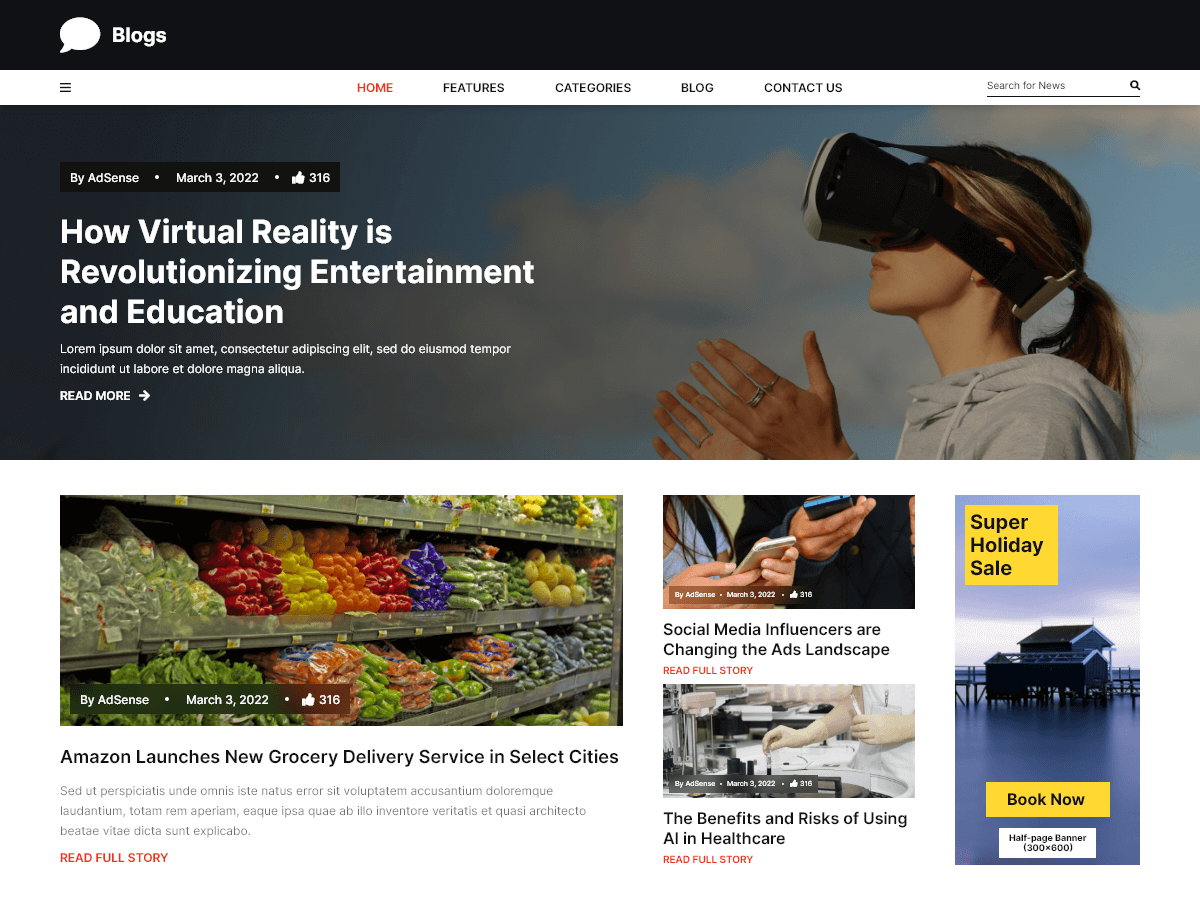 Blogs
HOME FEATURES CATEGORIES BLOG CONTACT US Search for News
By AdSense • March 3, 2022 • 316
How Virtual Reality is
Revolutionizing Entertainment
and Education
Lorem ipsum dolor sit amet, consectetur adipiscing elit, sed do eiusmod tempor
incididunt ut labore et dolore magna aliqua.
READ MORE
By AdSense • March 3, 2022 • 316
Amazon Launches New Grocery Delivery Service in Select Cities
Sed ut perspiciatis unde omnis iste natus error sit voluptatem accusantium doloremque
laudantium, totam rem aperiam, eaque ipsa quae ab illo inventore veritatis et quasi architecto
beatae vitae dicta sunt explicabo.
READ FULL STORY
By AdSense • March 3, 2022 • 316
Social Media Influencers are
Changing the Ads Landscape
READ FULL STORY
By AdSense • March 3, 2022 • 316
The Benefits and Risks of Using
AI in Healthcare
READ FULL STORY
Super
Holiday
Sale
Book Now
Half-page Banner
(300×600)